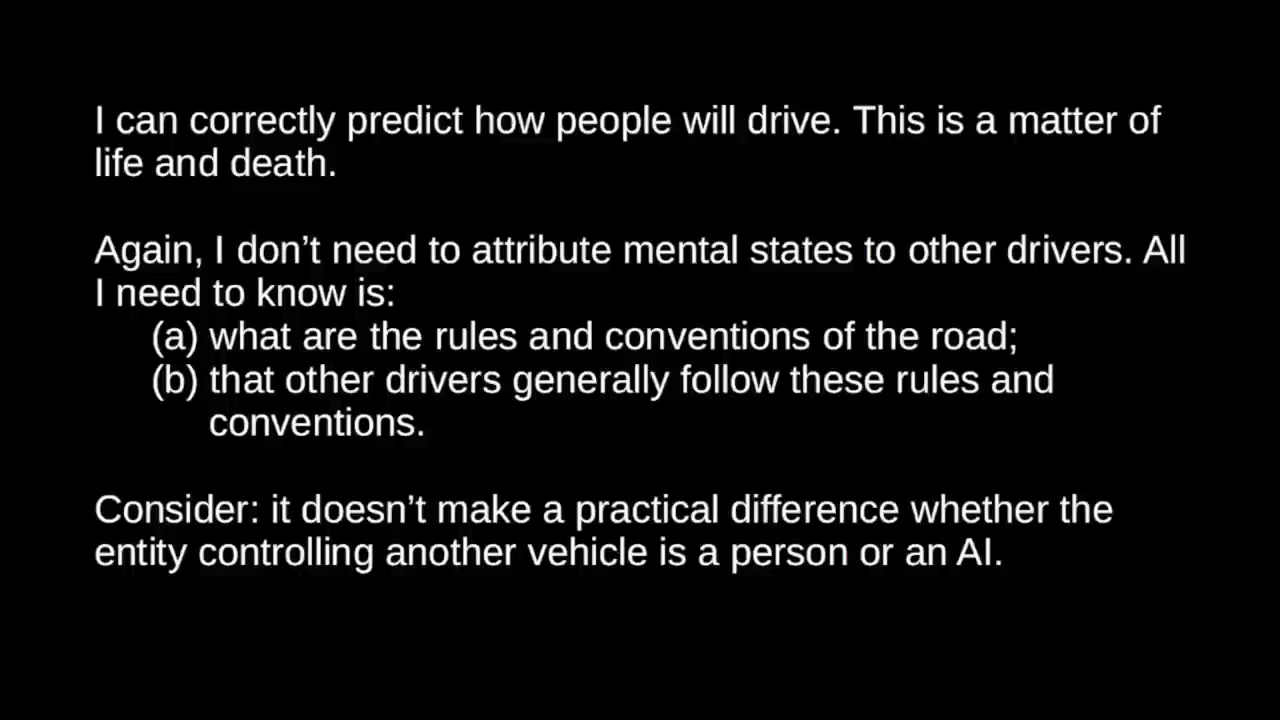 I can correctly predict how people will drive. This is a matter of
life and death.
Again, I don’t need to attribute mental states to other drivers. All
I need to know is:
(a) what are the rules and conventions of the road;
(b) that other drivers generally follow these rules and
conventions.
Consider: it doesn’t make a practical difference whether the
entity controlling another vehicle is a person or an AI.